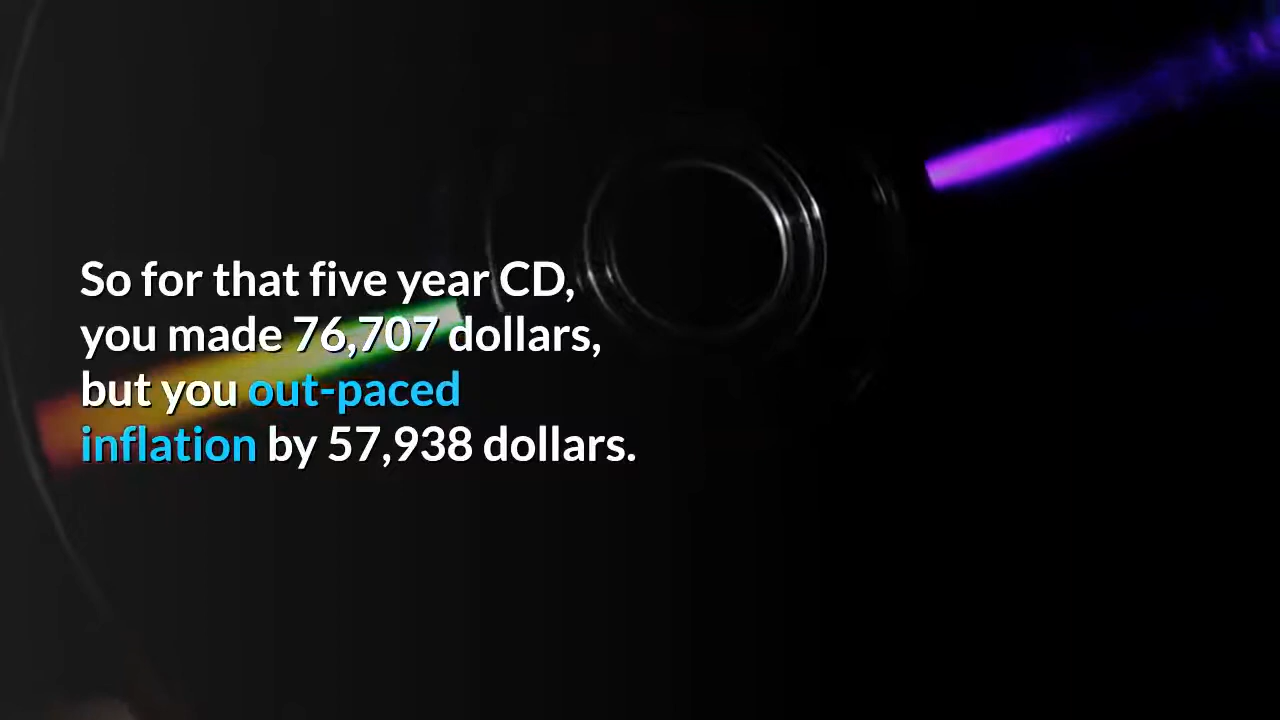 So for that five year CD,
you made 76,707 dollars,
but you out-paced
inflation by 57,938 dollars.